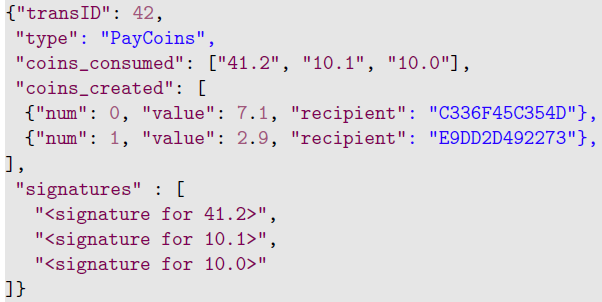 {"transID": 42,
"type": "PayCoins",
"coins_consumed": ["41.2", "10.1", "10.0"],
"coins_created": [
{"num": 0, "value": 7.1, "recipient": "C336F45C354D"},
{"num": 1, "value": 2.9, "recipient": "E9DD2D492273"},
],
"signatures" : [
"<signature for 41.2>",
"<signature for 10.1>",
"<signature for 10.0>"
]}